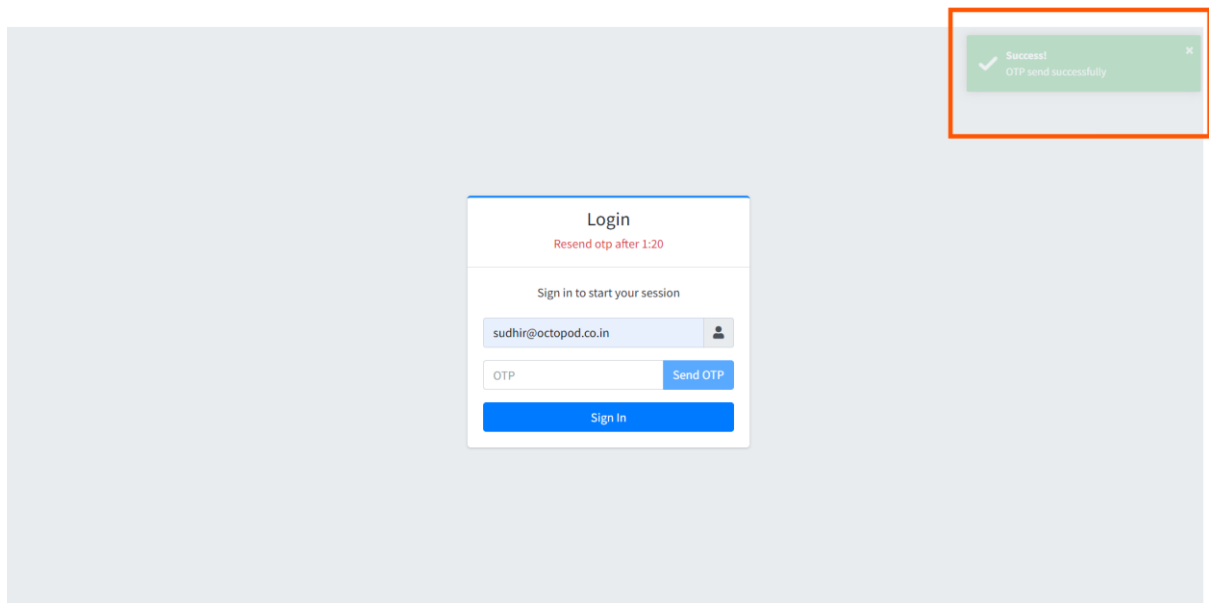 Success!
×
OTP send successfully
Login
Resend otp after 1:20
Sign in to start your session
sudhir@octopod.co.in
OTP
Send OTP
Sign In